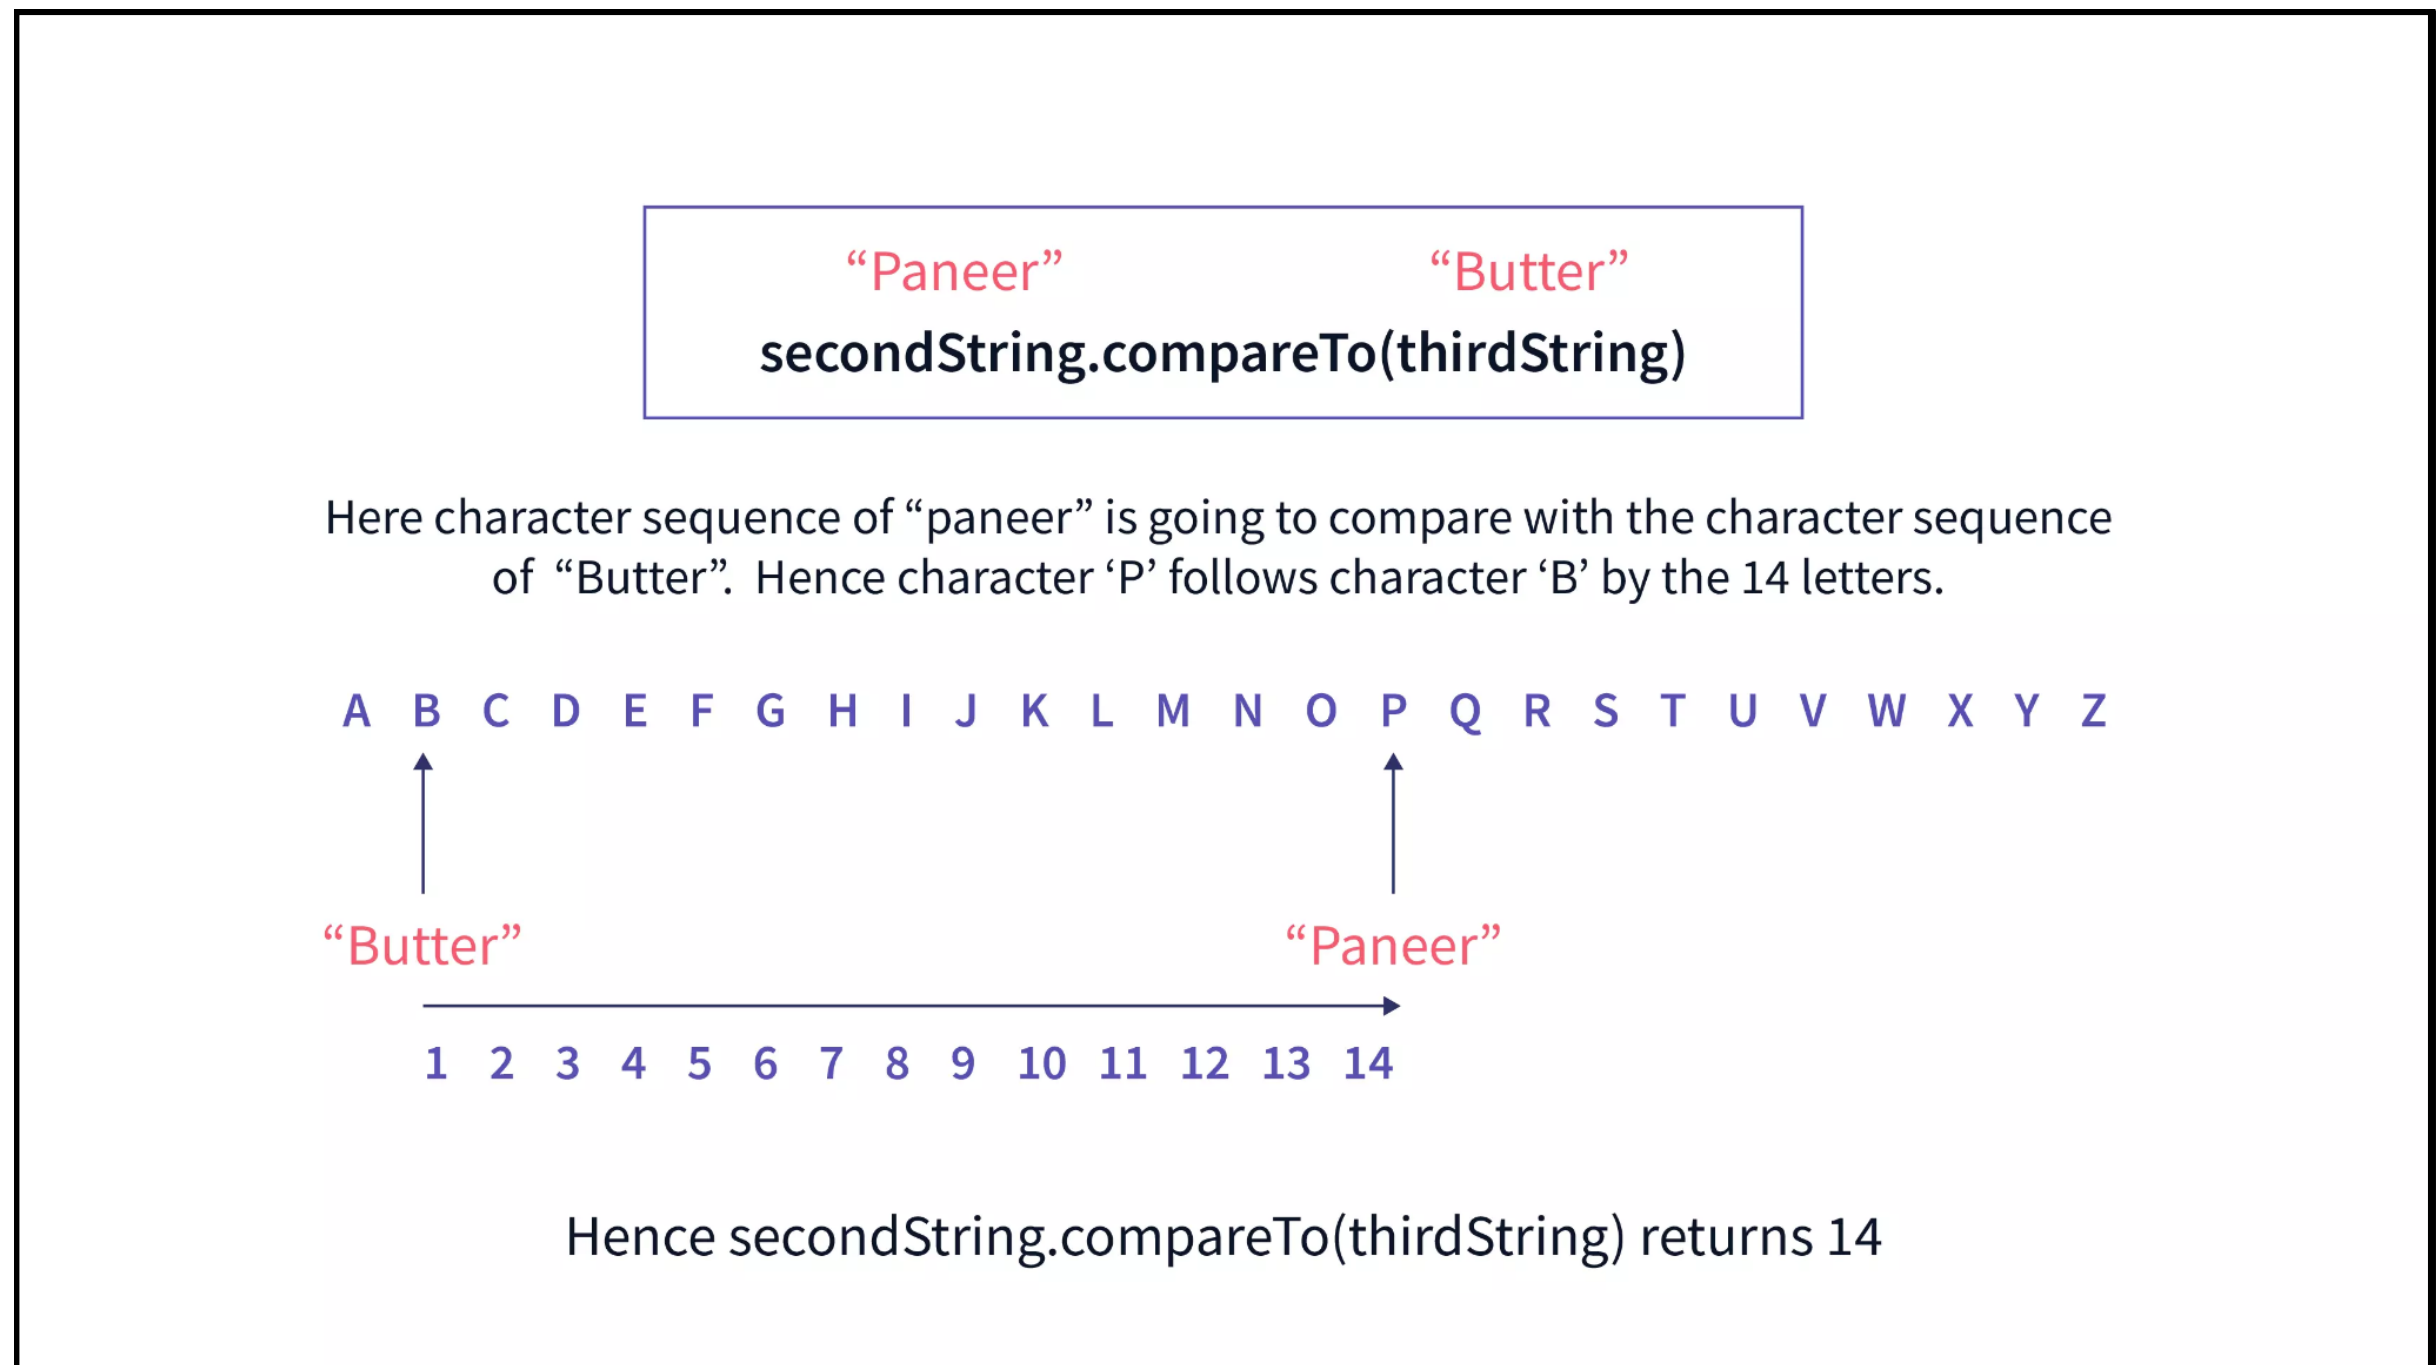 “Paneer” “Butter”
secondString.compareTo(thirdString)
Here character sequence of “paneer” is going to compare with the character sequence
of “Butter”. Hence character ‘P’ follows character ‘B’ by the 14 letters.
A B C D E F G H I J K L M N O P Q R S T U V W X Y Z
“Butter” “Paneer”
1 2 3 4 5 6 7 8 9 10 11 12 13 14
Hence secondString.compareTo(thirdString) returns 14